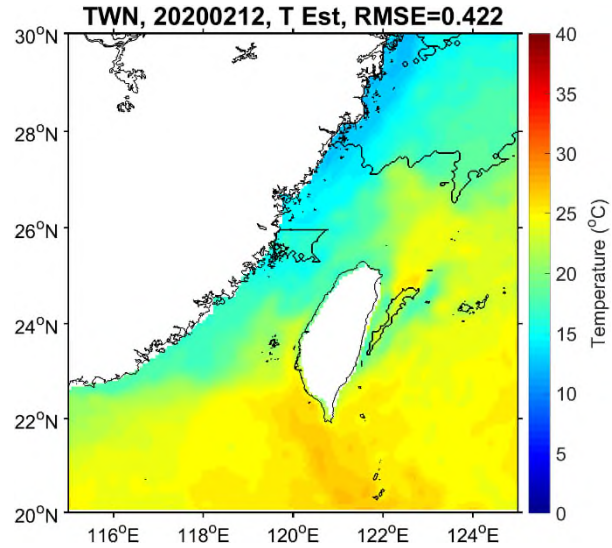 TWN, 20200212, T Est, RMSE=0.422
30°N
28°N
26°N
24°N
22°N
20°N
116°E
118°E
120°E
122°E
124°E
40
35
30
25
20
15
10
5
0
Temperature (°C)